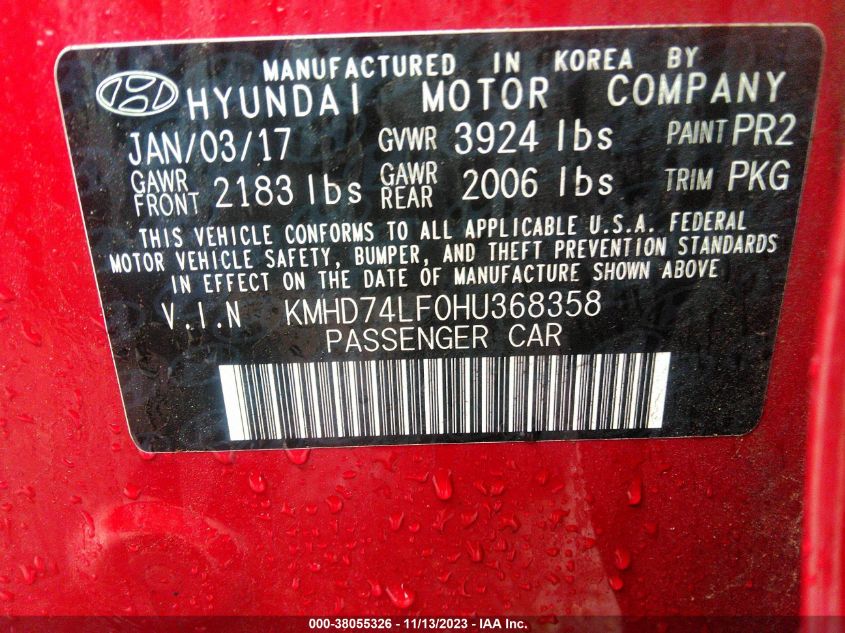 MANUFACTURED IN KOREA BY
HYUNDAI MOTOR COMPANY
JAN/03/17 GVWR 3924 lbs PAINT PR2
GAWR FRONT 2183 lbs GAWR REAR 2006 lbs TRIM PKG
THIS VEHICLE CONFORMS TO ALL APPLICABLE U.S.A. FEDERAL
MOTOR VEHICLE SAFETY, BUMPER, AND THEFT PREVENTION STANDARDS
IN EFFECT ON THE DATE OF MANUFACTURE SHOWN ABOVE
V.I.N KMHD74LF0HU368358
PASSENGER CAR
000-38055326 - 11/13/2023 - IAA Inc.